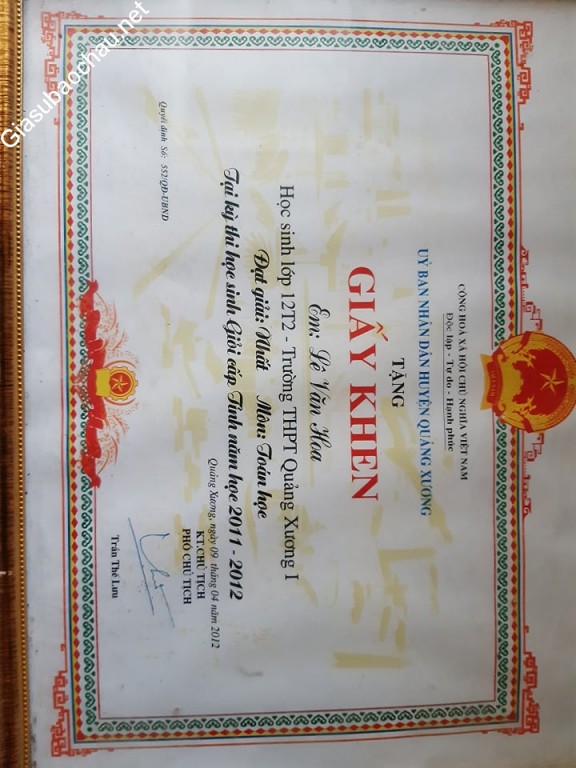 CỘNG HOÀ XÃ HỘI CHỦ NGHĨA VIỆT NAM
Độc lập - Tự do - Hạnh phúc
UỶ BAN NHÂN DÂN HUYỆN QUẢNG XƯƠNG
TẶNG
GIẤY KHEN
Em: Lê Văn Hoa
Học sinh lớp 12T2 - Trường THPT Quảng Xương I
Đạt giải: Nhất Môn: Toán học
Tại kỳ thi học sinh Giỏi cấp Tỉnh năm học 2011 - 2012
Quảng Xương, ngày 09 tháng 04 năm 2012
KT.CHỦ TỊCH
PHÓ CHỦ TỊCH
Quyết định Số: 552/QĐ-UBND
Trần Thế Lưu
Giasubaochau.net